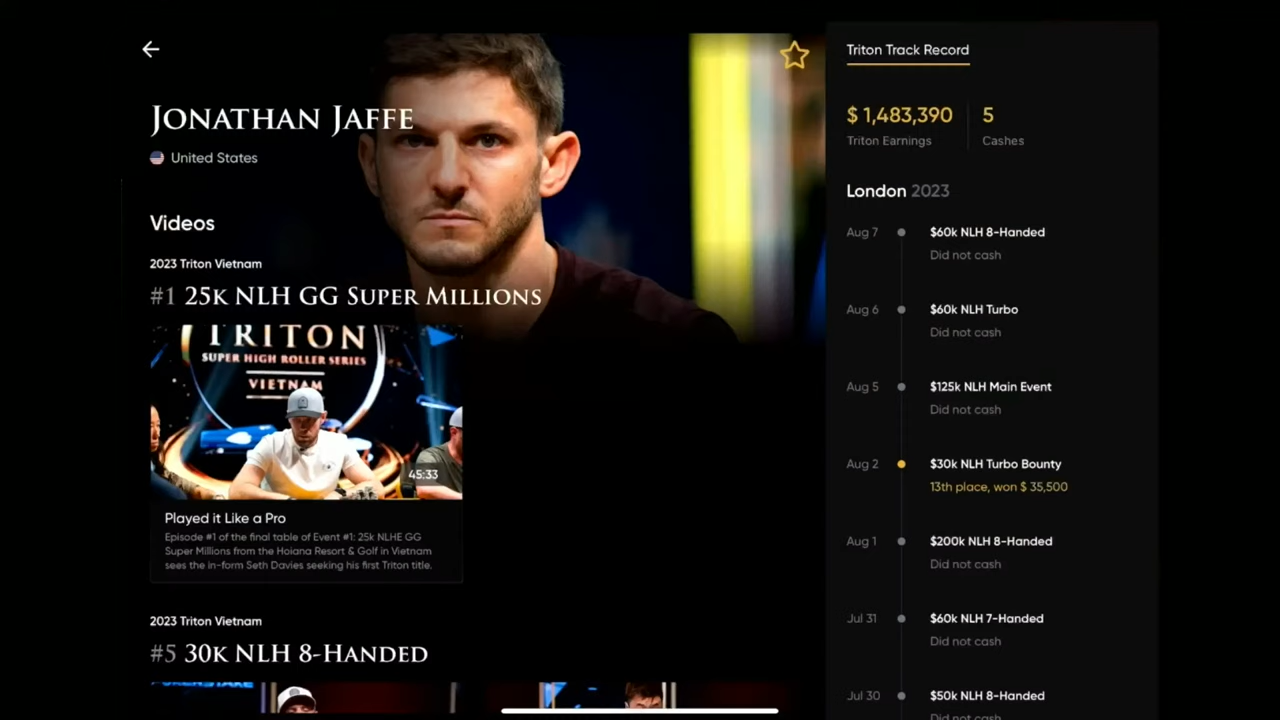 JONATHAN JAFFE
United States
Videos
2023 Triton Vietnam
#1 25K NLH GG SUPER MILLIONS
TRITON
SUPER HIGH ROLLER SERIES
VIETNAM
45:33
Played it Like a Pro
Episode #1 of the final table of Event #1: 25k NLHE GG
Super Millions from the Hoiana Resort & Golf in Vietnam
sees the in-form Seth Davies seeking his first Triton title.
2023 Triton Vietnam
#5 30K NLH 8-HANDED
Triton Track Record
$ 1,483,390
Triton Earnings
5
Cashes
London 2023
Aug 7
$60k NLH 8-Handed
Did not cash
Aug 6
$60k NLH Turbo
Did not cash
Aug 5
$125k NLH Main Event
Did not cash
Aug 2
$30k NLH Turbo Bounty
13th place, won $ 35,500
Aug 1
$200k NLH 8-Handed
Did not cash
Jul 31
$60k NLH 7-Handed
Did not cash
Jul 30
$50k NLH 8-Handed
Did not cash